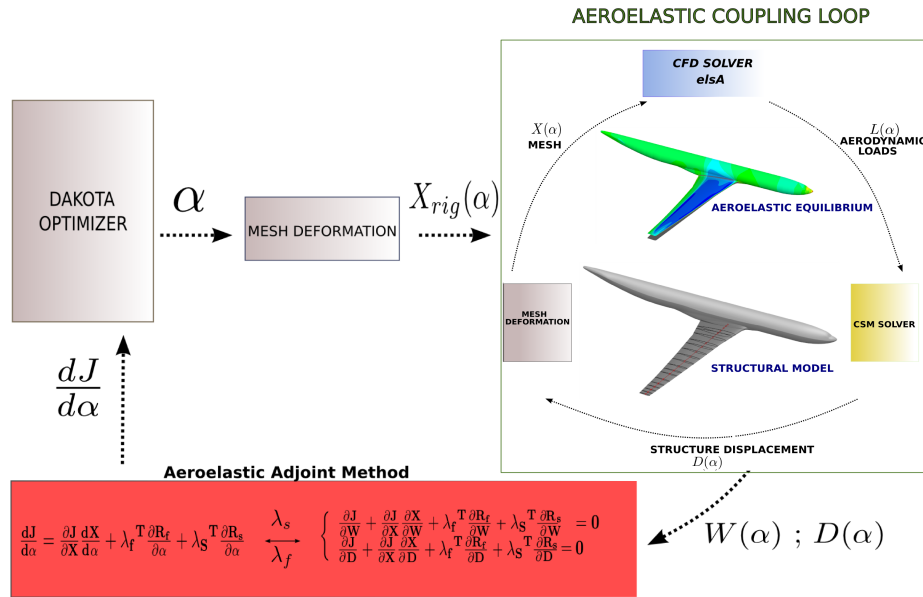 AEROELASTIC COUPLING LOOP
CFD SOLVER
elsA
X(α)
MESH
L(α)
AERODYNAMIC
LOADS
AEROELASTIC EQUILIBRIUM
DAKOTA
OPTIMIZER
α
MESH DEFORMATION
X_{rig}(α)
MESH
DEFORMATION
CSM SOLVER
STRUCTURAL MODEL
STRUCTURE DISPLACEMENT
D(α)
dJ/dα
Aeroelastic Adjoint Method
dJ/dα = ∂J/∂X dX/dα + λ_f^T ∂R_f/∂α + λ_S^T ∂R_s/∂α
λ_s
λ_f
{ ∂J/∂W + ∂J/∂X ∂X/∂W + λ_f^T ∂R_f/∂W + λ_S^T ∂R_s/∂W = 0
∂J/∂D + ∂J/∂X ∂X/∂D + λ_f^T ∂R_f/∂D + λ_S^T ∂R_s/∂D = 0
W(α) ; D(α)